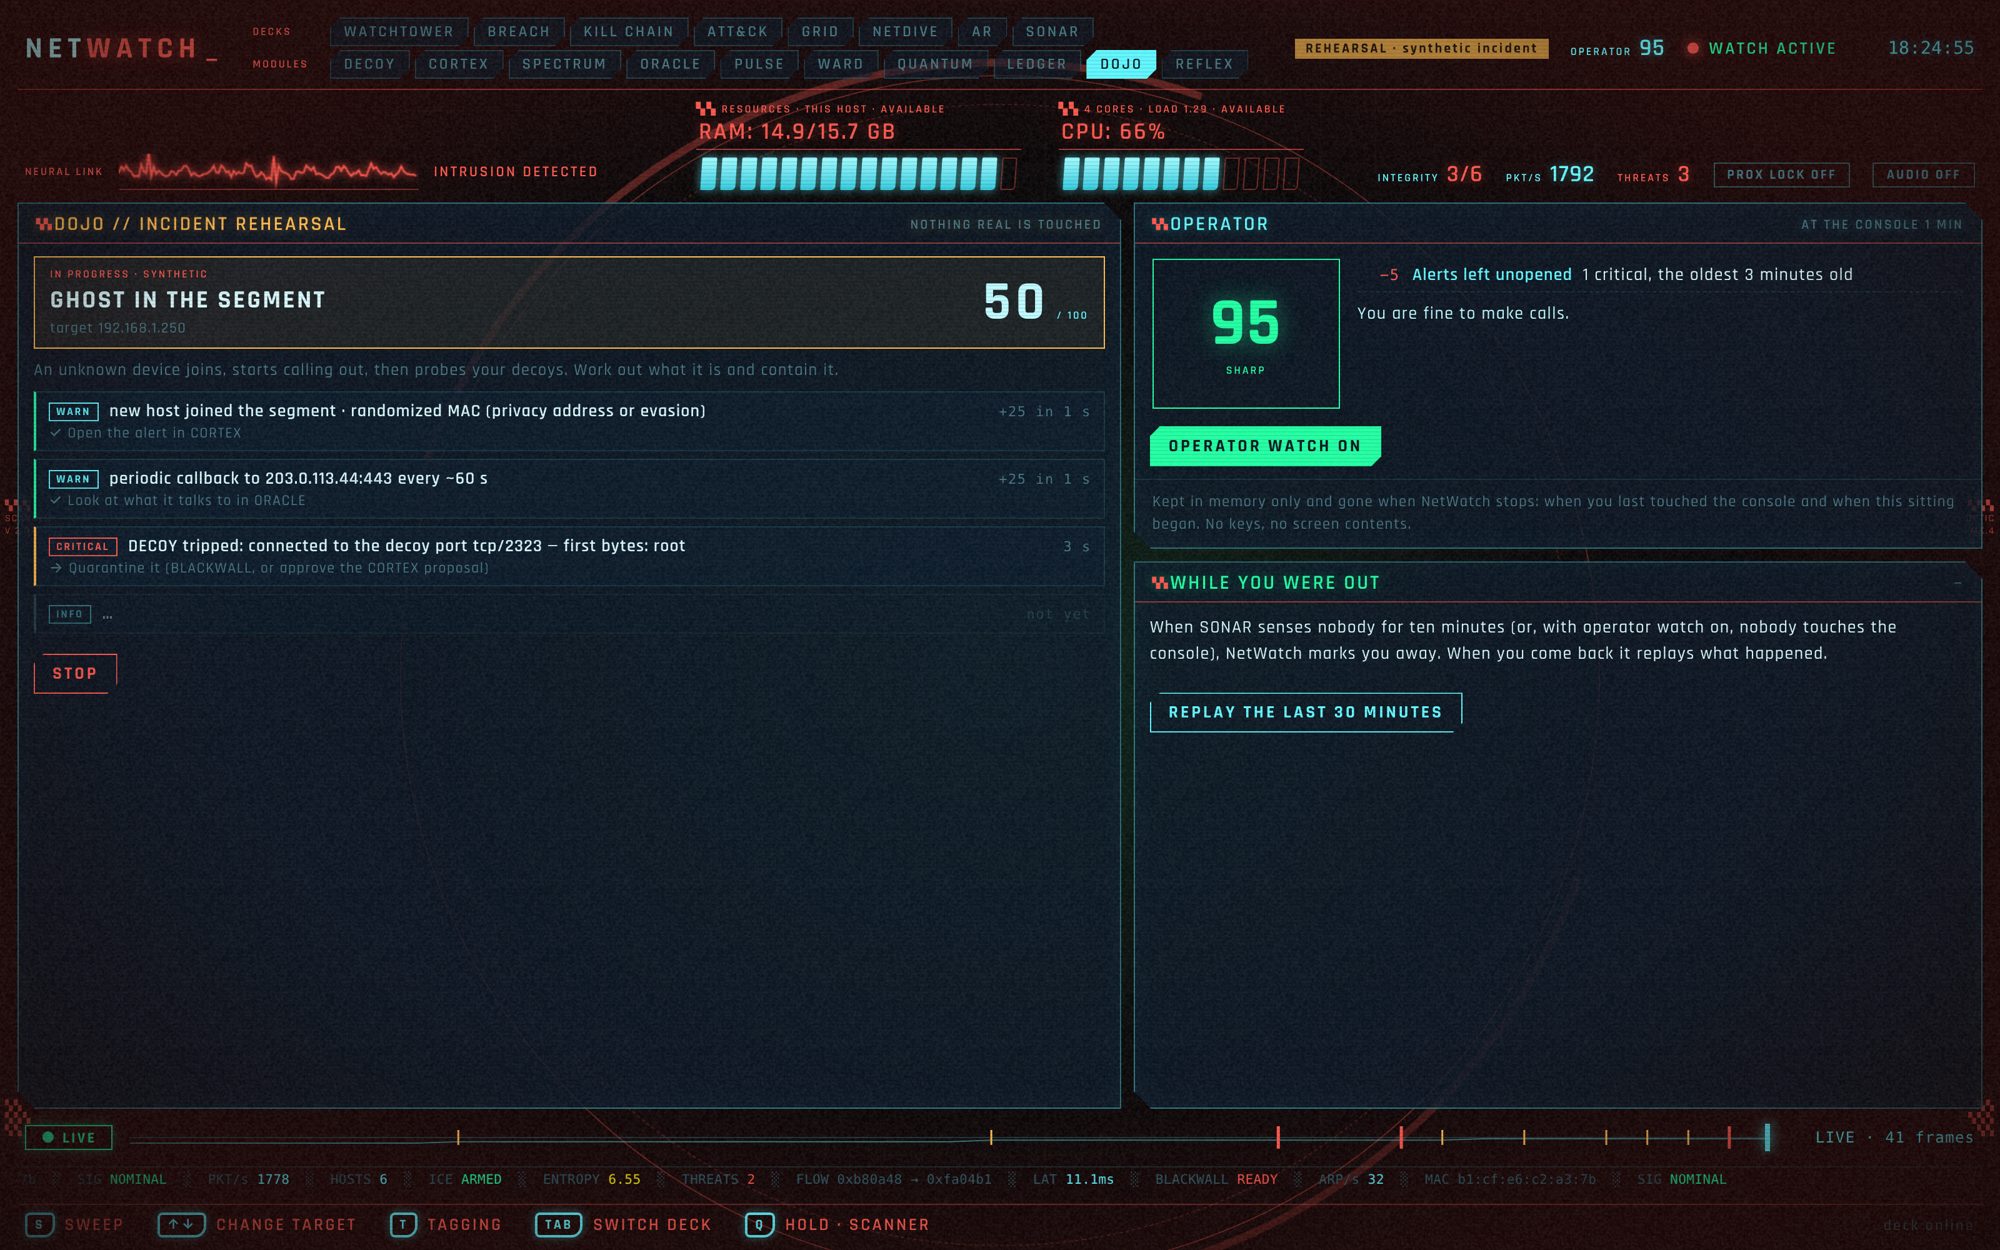 NETWATCH_
DECKS
WATCHTOWER BREACH KILL CHAIN ATT&CK GRID NETDIVE AR SONAR
MODULES
DECOY CORTEX SPECTRUM ORACLE PULSE WARD QUANTUM LEDGER DOJO REFLEX
REHEARSAL · synthetic incident
OPERATOR 95
WATCH ACTIVE
18:24:55
NEURAL LINK
INTRUSION DETECTED
RESOURCES · THIS HOST · AVAILABLE
RAM: 14.9/15.7 GB
4 CORES · LOAD 1.29 · AVAILABLE
CPU: 66%
INTEGRITY 3/6 PKT/S 1792 THREATS 3
PROX LOCK OFF
AUDIO OFF
DOJO // INCIDENT REHEARSAL
NOTHING REAL IS TOUCHED
IN PROGRESS · SYNTHETIC
GHOST IN THE SEGMENT
target 192.168.1.250
50 / 100
An unknown device joins, starts calling out, then probes your decoys. Work out what it is and contain it.
WARN new host joined the segment · randomized MAC (privacy address or evasion) +25 in 1 s
✓ Open the alert in CORTEX
WARN periodic callback to 203.0.113.44:443 every ~60 s +25 in 1 s
✓ Look at what it talks to in ORACLE
CRITICAL DECOY tripped: connected to the decoy port tcp/2323 — first bytes: root 3 s
→ Quarantine it (BLACKWALL, or approve the CORTEX proposal)
INFO … not yet
STOP
OPERATOR
AT THE CONSOLE 1 MIN
95
SHARP
−5 Alerts left unopened 1 critical, the oldest 3 minutes old
You are fine to make calls.
OPERATOR WATCH ON
Kept in memory only and gone when NetWatch stops: when you last touched the console and when this sitting
began. No keys, no screen contents.
WHILE YOU WERE OUT
—
When SONAR senses nobody for ten minutes (or, with operator watch on, nobody touches the
console), NetWatch marks you away. When you come back it replays what happened.
REPLAY THE LAST 30 MINUTES
LIVE
LIVE · 41 frames
7b SIG NOMINAL PKT/s 1778 HOSTS 6 ICE ARMED ENTROPY 6.55 THREATS 2 FLOW 0xb80a48 → 0xfa04b1 LAT 11.1ms BLACKWALL READY ARP/s 32 MAC b1:cf:e6:c2:a3:7b SIG NOMINAL
S SWEEP ↑↓ CHANGE TARGET T TAGGING TAB SWITCH DECK Q HOLD · SCANNER
deck online